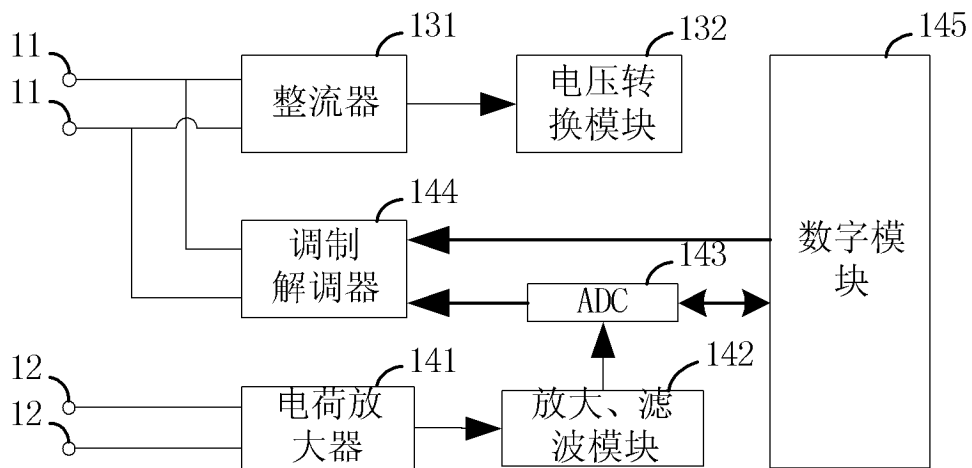 11
131
132
145
11
整流器
电压转
换模块
144
调制
解调器
数字模
块
143
ADC
12
141
142
12
电荷放
大器
放大、滤
波模块